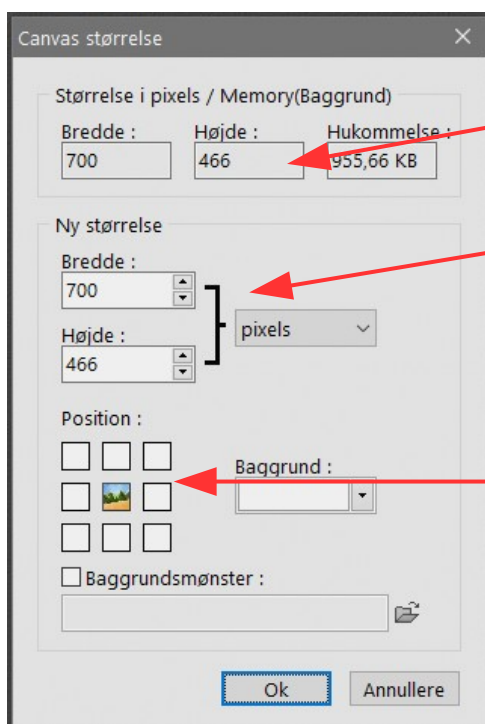 Canvas størrelse
Størrelse i pixels / Memory(Baggrund)
Bredde : Højde : Hukommelse :
700 466 955,66 KB
Ny størrelse
Bredde :
700
pixels
Højde :
466
Position :
Baggrund :
Baggrundsmønster :
Ok Annullere